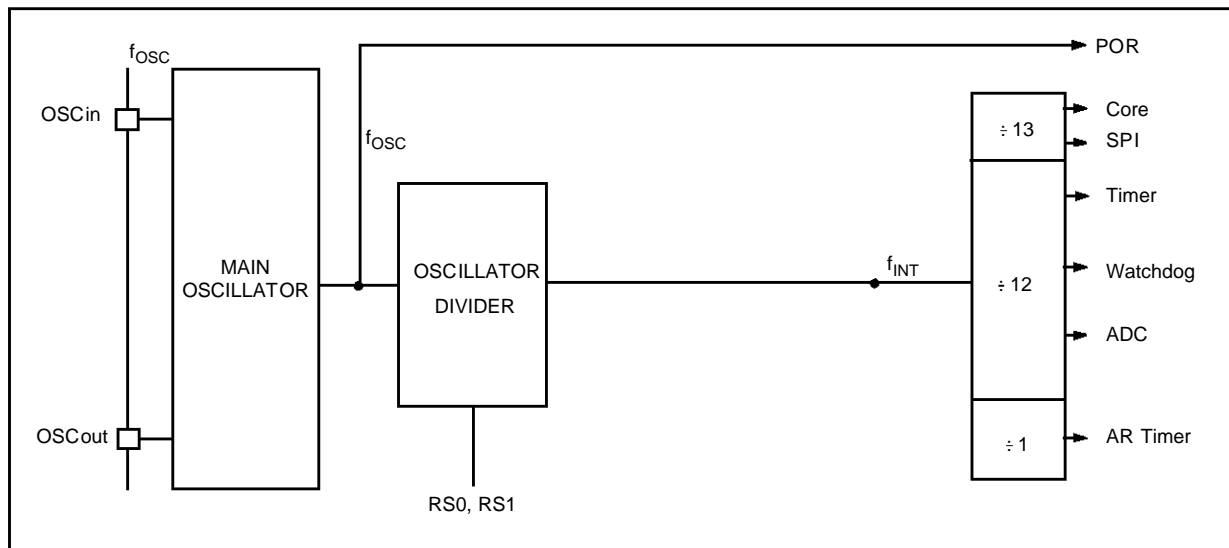 fOSC
POR
OSCin
fOSC
÷ 13
Core
SPI
Timer
MAIN
OSCILLATOR
OSCILLATOR
DIVIDER
fINT
÷ 12
Watchdog
ADC
OSCout
÷ 1
AR Timer
RS0, RS1